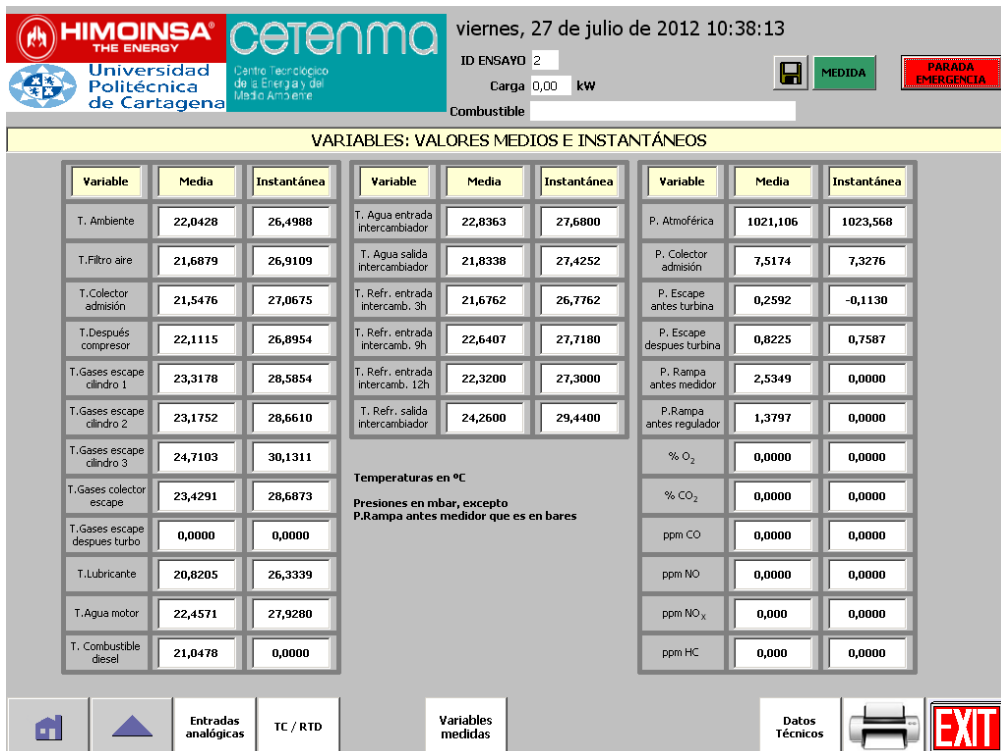 HIMOINSA®
THE ENERGY
Universidad
Politécnica
de Cartagena
cetenma
Centro Tecnológico
de la Energía y del
Medio Ambiente
viernes, 27 de julio de 2012 10:38:13
ID ENSAYO 2
Carga 0,00 kW
Combustible
MEDIDA
PARADA
EMERGENCIA
VARIABLES: VALORES MEDIOS E INSTANTÁNEOS
Variable Media Instantánea
T. Ambiente 22,0428 26,4988
T.Filtro aire 21,6879 26,9109
T.Colector
admisión 21,5476 27,0675
T.Después
compresor 22,1115 26,8954
T.Gases escape
cilindro 1 23,3178 28,5854
T.Gases escape
cilindro 2 23,1752 28,6610
T.Gases escape
cilindro 3 24,7103 30,1311
T.Gases colector
escape 23,4291 28,6873
T.Gases escape
despues turbo 0,0000 0,0000
T.Lubricante 20,8205 26,3339
T.Agua motor 22,4571 27,9280
T. Combustible
diesel 21,0478 0,0000
Variable Media Instantánea
T. Agua entrada
intercambiador 22,8363 27,6800
T. Agua salida
intercambiador 21,8338 27,4252
T. Refr. entrada
intercamb. 3h 21,6762 26,7762
T. Refr. entrada
intercamb. 9h 22,6407 27,7180
T. Refr. entrada
intercamb. 12h 22,3200 27,3000
T. Refr. salida
intercambiador 24,2600 29,4400
Temperaturas en ºC
Presiones en mbar, excepto
P.Rampa antes medidor que es en bares
Variable Media Instantánea
P. Atmoférica 1021,106 1023,568
P. Colector
admisión 7,5174 7,3276
P. Escape
antes turbina 0,2592 -0,1130
P. Escape
despues turbina 0,8225 0,7587
P. Rampa
antes medidor 2,5349 0,0000
P.Rampa
antes regulador 1,3797 0,0000
% O₂ 0,0000 0,0000
% CO₂ 0,0000 0,0000
ppm CO 0,0000 0,0000
ppm NO 0,0000 0,0000
ppm NOₓ 0,000 0,0000
ppm HC 0,000 0,0000
Entradas
analógicas
TC / RTD
Variables
medidas
Datos
Técnicos
EXIT